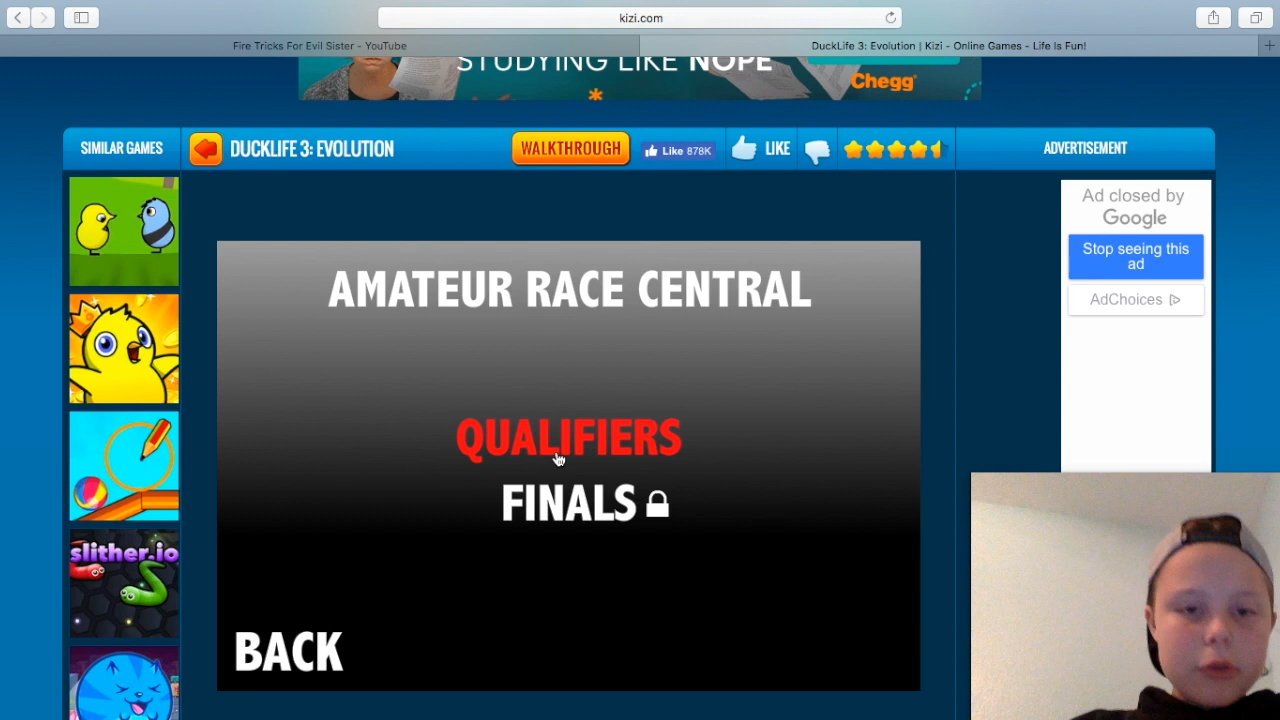 kizi.com
Fire Tricks For Evil Sister - YouTube
DuckLife 3: Evolution | Kizi - Online Games - Life Is Fun!
STUDYING LIKE NOPE
Chegg
SIMILAR GAMES
DUCKLIFE 3: EVOLUTION
WALKTHROUGH
Like 878K
LIKE
ADVERTISEMENT
Ad closed by
Google
Stop seeing this
ad
AdChoices
AMATEUR RACE CENTRAL
QUALIFIERS
FINALS
slither.io
BACK